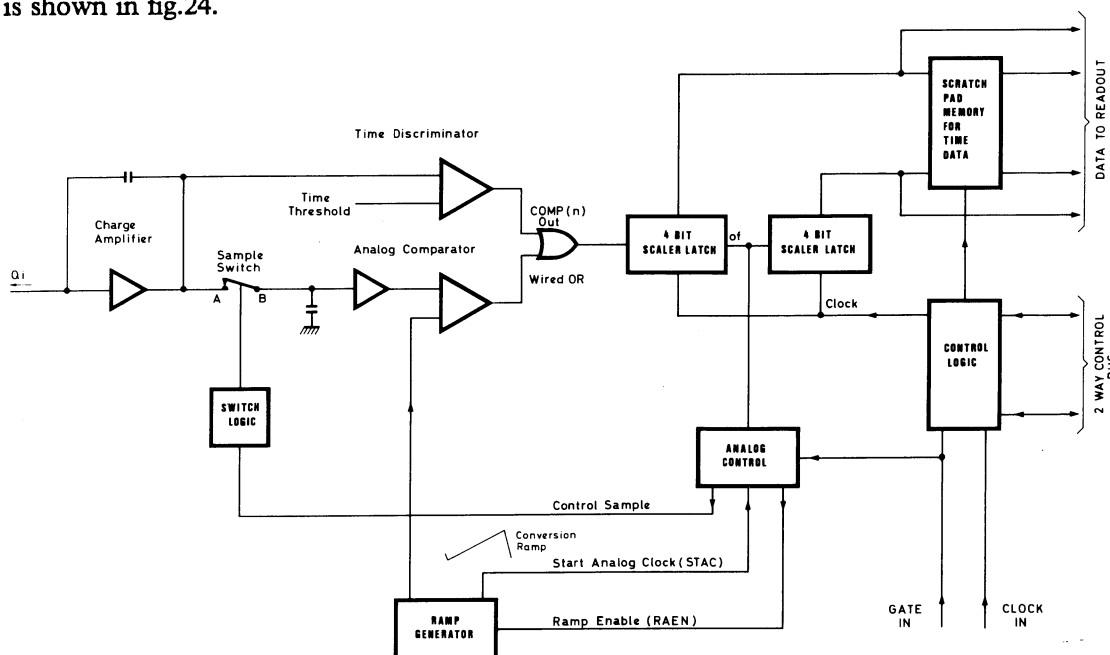 is shown in fig.24.
Time Discriminator
Time
Threshold
Charge
Amplifier
Sample
Switch
Analog Comparator
COMP(n)
Out
Wired OR
Qi
A
B
SWITCH
LOGIC
4 BIT
SCALER LATCH
of
4 BIT
SCALER LATCH
Clock
SCRATCH
PAD
MEMORY
FOR
TIME
DATA
DATA TO READOUT
CONTROL
LOGIC
2 WAY CONTROL
ANALOG
CONTROL
Control Sample
Conversion
Ramp
Start Analog Clock (STAC)
RAMP
GENERATOR
Ramp Enable (RAEN)
GATE
IN
CLOCK
IN